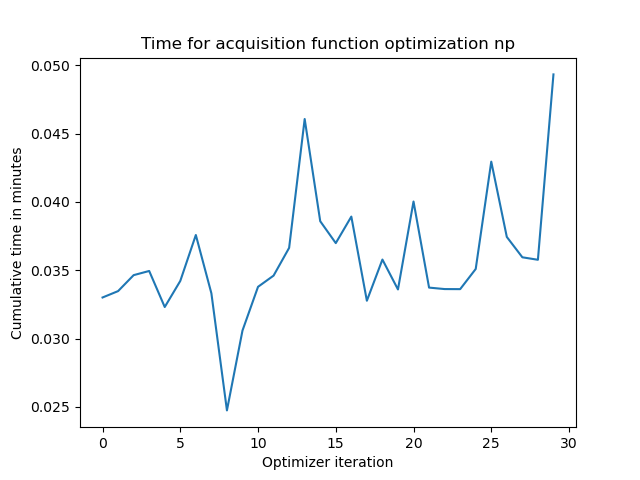 Time for acquisition function optimization np
Cumulative time in minutes
0.050
0.045
0.040
0.035
0.030
0.025
0 5 10 15 20 25 30
Optimizer iteration